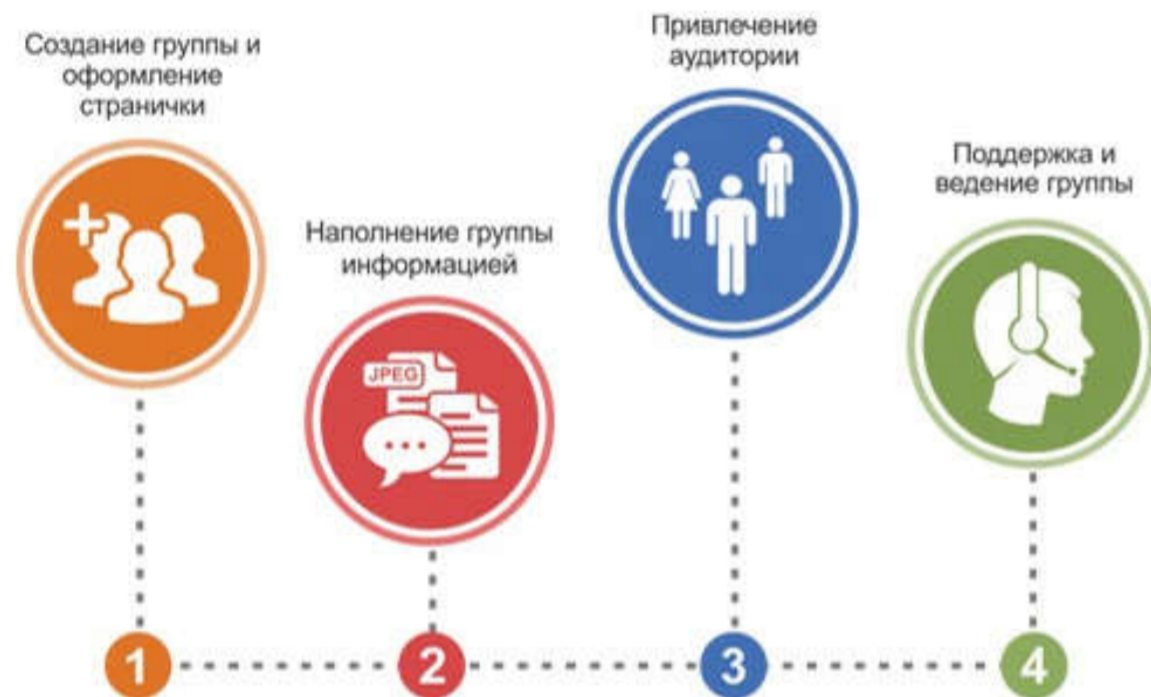 Создание группы и
оформление
странички
Наполнение группы
информацией
JPEG
Привлечение
аудитории
Поддержка и
ведение группы
1
2
3
4